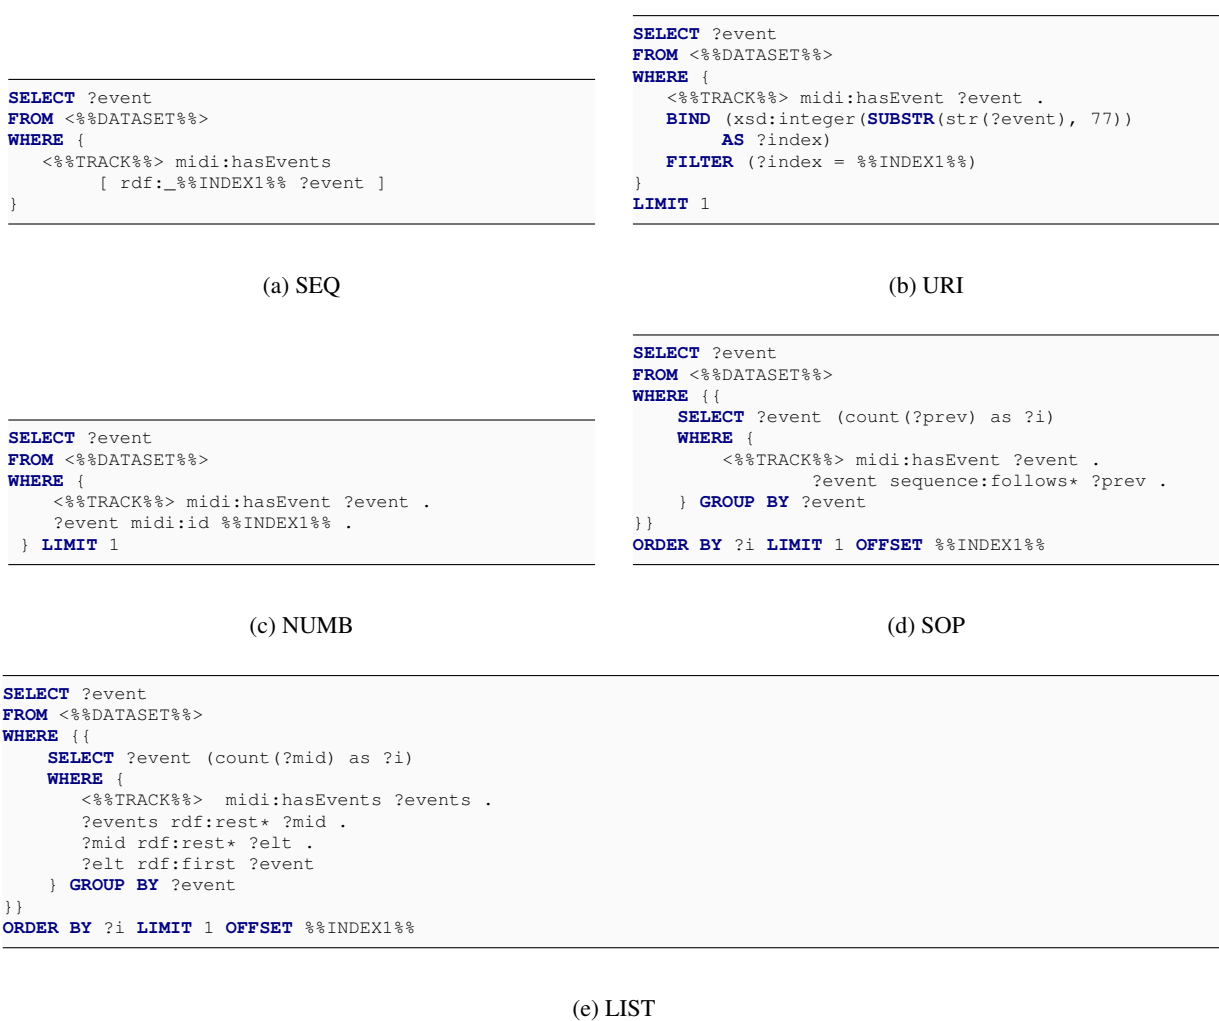 SELECT ?event
FROM <%%DATASET%%>
WHERE {
   <%%TRACK%%> midi:hasEvents
        [ rdf:_%%INDEX1%% ?event ]
}
(a) SEQ
SELECT ?event
FROM <%%DATASET%%>
WHERE {
   <%%TRACK%%> midi:hasEvent ?event .
   BIND (xsd:integer(SUBSTR(str(?event), 77))
        AS ?index)
   FILTER (?index = %%INDEX1%%)
}
LIMIT 1
(b) URI
SELECT ?event
FROM <%%DATASET%%>
WHERE {
    <%%TRACK%%> midi:hasEvent ?event .
    ?event midi:id %%INDEX1%% .
 } LIMIT 1
(c) NUMB
SELECT ?event
FROM <%%DATASET%%>
WHERE {{
    SELECT ?event (count(?prev) as ?i)
    WHERE {
        <%%TRACK%%> midi:hasEvent ?event .
                ?event sequence:follows* ?prev .
    } GROUP BY ?event
}}
ORDER BY ?i LIMIT 1 OFFSET %%INDEX1%%
(d) SOP
SELECT ?event
FROM <%%DATASET%%>
WHERE {{
    SELECT ?event (count(?mid) as ?i)
    WHERE {
       <%%TRACK%%>  midi:hasEvents ?events .
       ?events rdf:rest* ?mid .
       ?mid rdf:rest* ?elt .
       ?elt rdf:first ?event
    } GROUP BY ?event
}}
ORDER BY ?i LIMIT 1 OFFSET %%INDEX1%%
(e) LIST